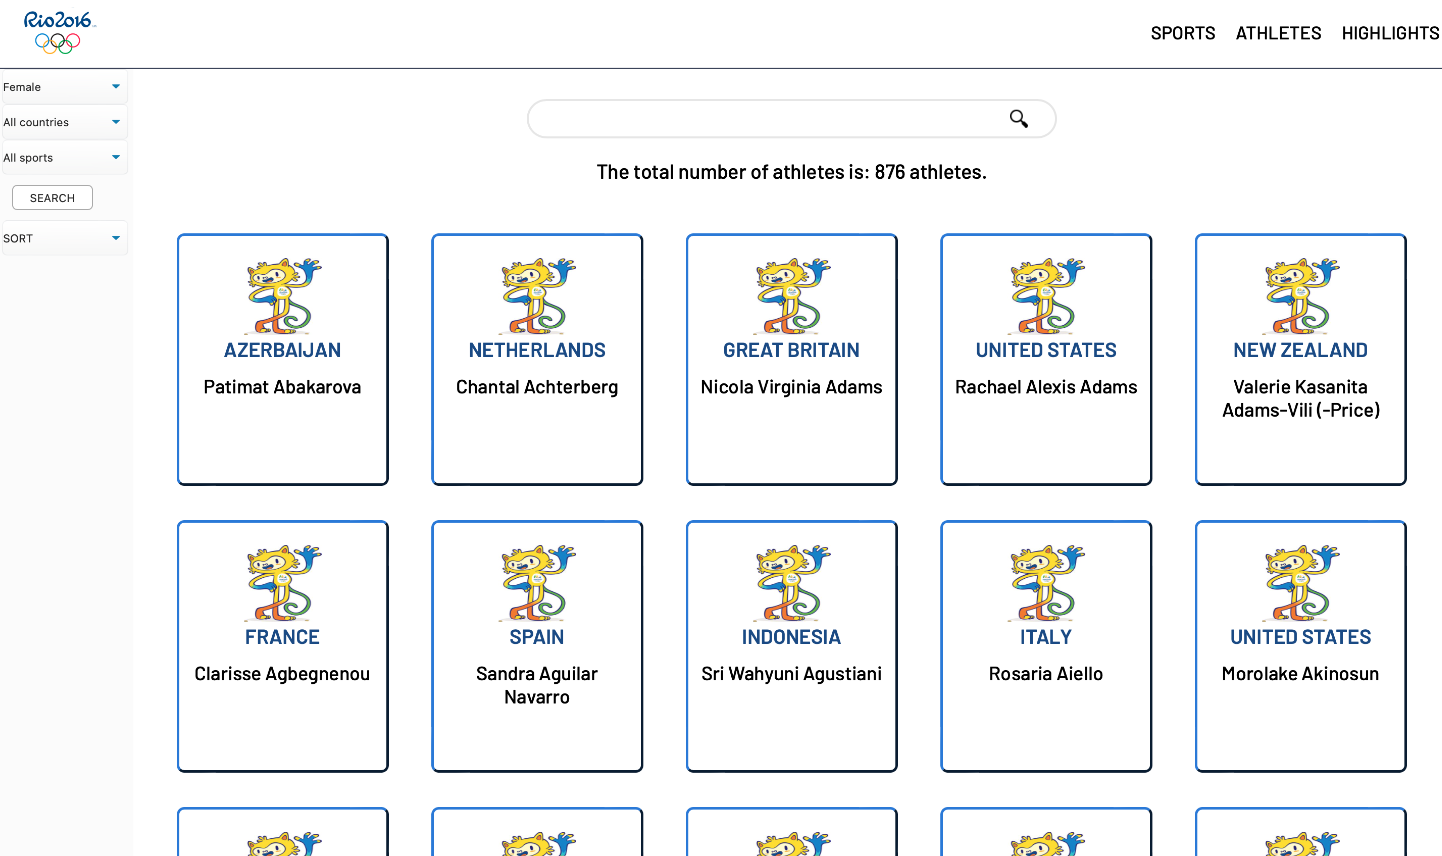 Rio2016
SPORTS ATHLETES HIGHLIGHTS
Female
All countries
All sports
SEARCH
SORT
The total number of athletes is: 876 athletes.
AZERBAIJAN
Patimat Abakarova
NETHERLANDS
Chantal Achterberg
GREAT BRITAIN
Nicola Virginia Adams
UNITED STATES
Rachael Alexis Adams
NEW ZEALAND
Valerie Kasanita
Adams-Vili (-Price)
FRANCE
Clarisse Agbegnenou
SPAIN
Sandra Aguilar
Navarro
INDONESIA
Sri Wahyuni Agustiani
ITALY
Rosaria Aiello
UNITED STATES
Morolake Akinosun